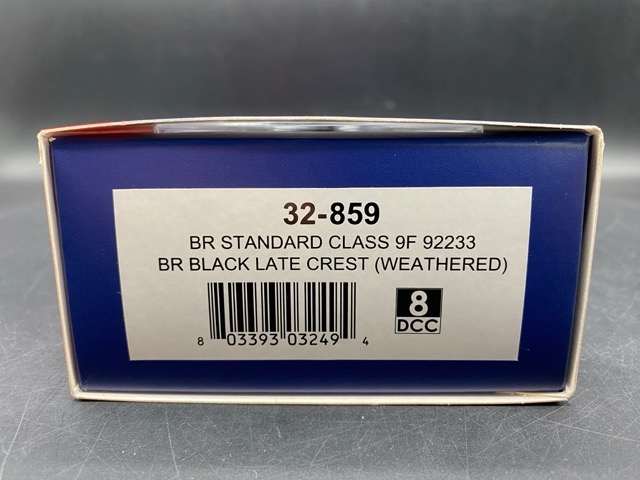 32-859
BR STANDARD CLASS 9F 92233
BR BLACK LATE CREST (WEATHERED)
8 03393 03249 4
8
DCC